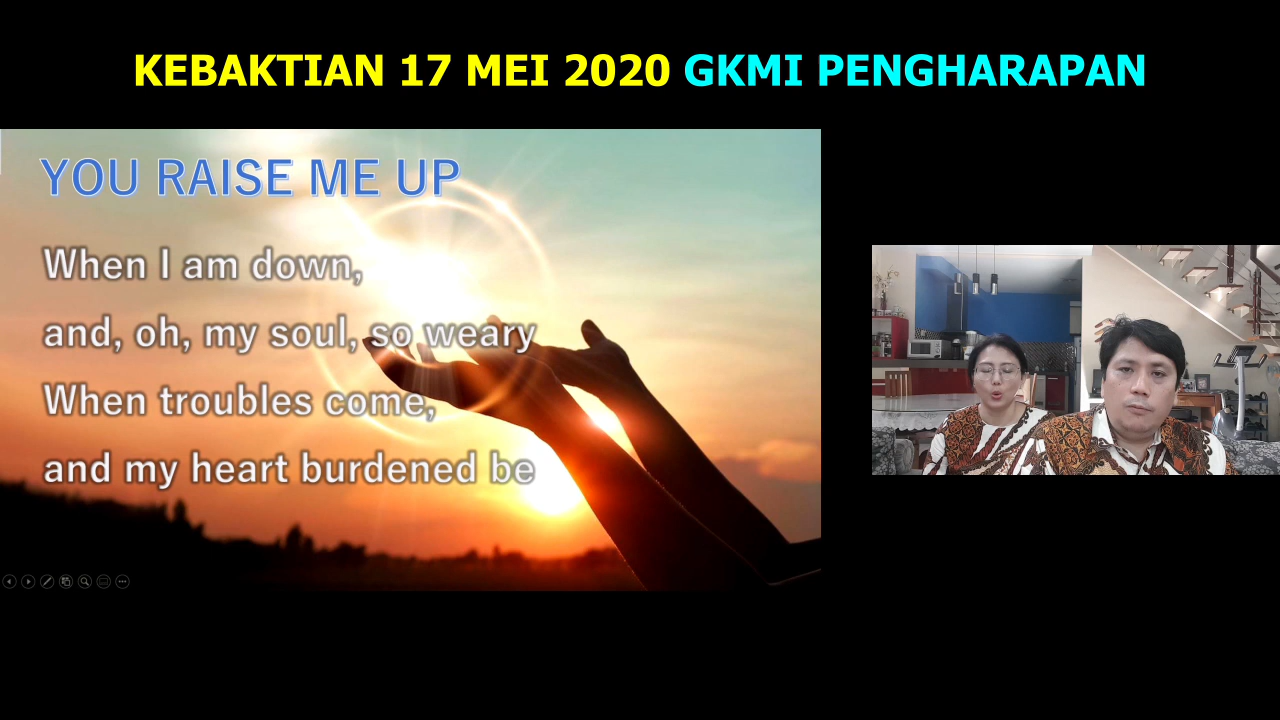 KEBAKTIAN 17 MEI 2020 GKMI PENGHARAPAN
YOU RAISE ME UP
When I am down,
and, oh, my soul, so weary
When troubles come,
and my heart burdened be